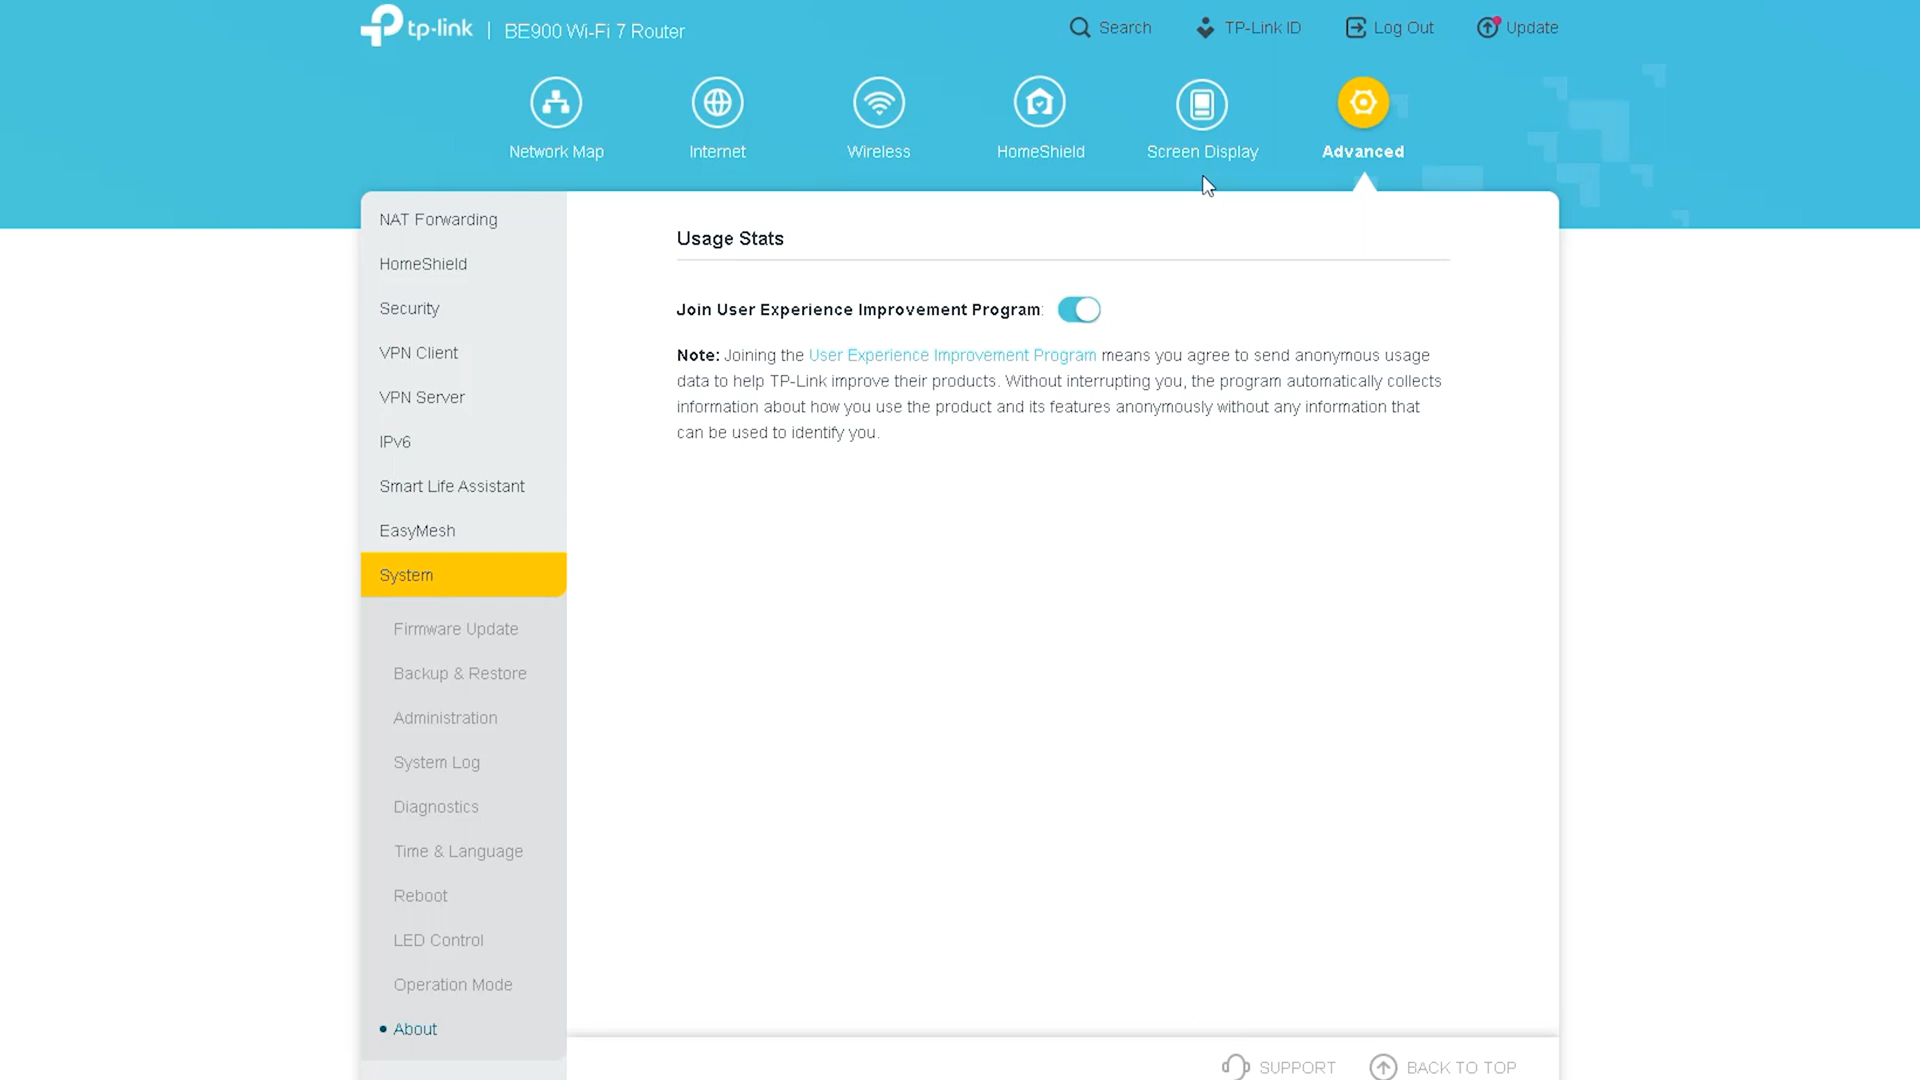 tp-link | BE900 Wi-Fi 7 Router
Search
TP-Link ID
Log Out
Update
Network Map
Internet
Wireless
HomeShield
Screen Display
Advanced
NAT Forwarding
HomeShield
Security
VPN Client
VPN Server
IPv6
Smart Life Assistant
EasyMesh
System
Firmware Update
Backup & Restore
Administration
System Log
Diagnostics
Time & Language
Reboot
LED Control
Operation Mode
About
Usage Stats
Join User Experience Improvement Program:
Note: Joining the User Experience Improvement Program means you agree to send anonymous usage
data to help TP-Link improve their products. Without interrupting you, the program automatically collects
information about how you use the product and its features anonymously without any information that
can be used to identify you.
SUPPORT
BACK TO TOP